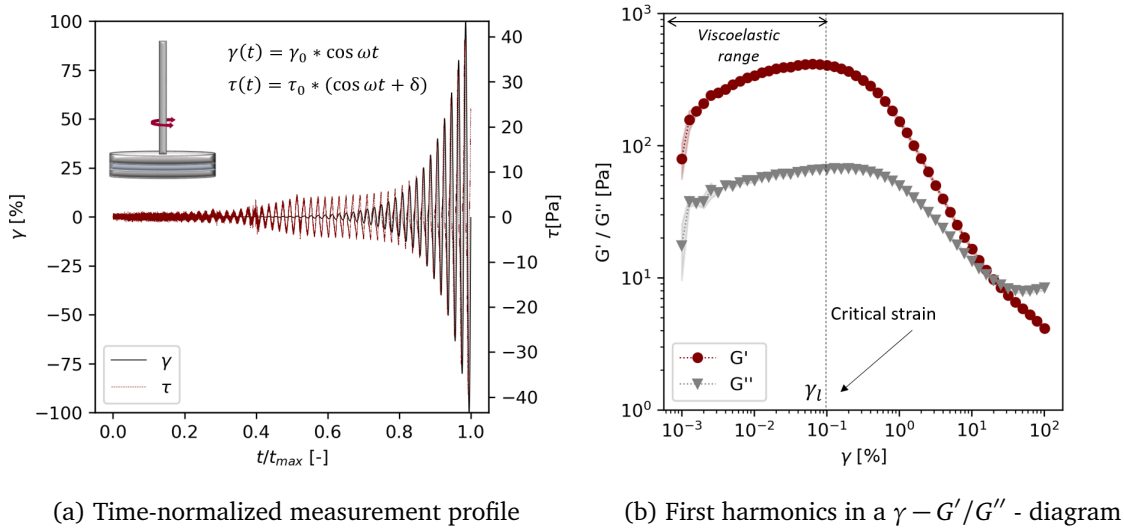 γ(t) = γ₀ * cos ωt
τ(t) = τ₀ * (cos ωt + δ)
100
75
50
25
0
−25
−50
−75
−100
γ [%]
40
30
20
10
0
−10
−20
−30
−40
τ[Pa]
γ
τ
0.0 0.2 0.4 0.6 0.8 1.0
t/tₘₐₓ [-]
(a) Time-normalized measurement profile
10³
10²
10¹
10⁰
G' / G'' [Pa]
Viscoelastic
range
Critical strain
γₗ
G'
G''
10⁻³ 10⁻² 10⁻¹ 10⁰ 10¹ 10²
γ [%]
(b) First harmonics in a γ − G′/G′′ - diagram